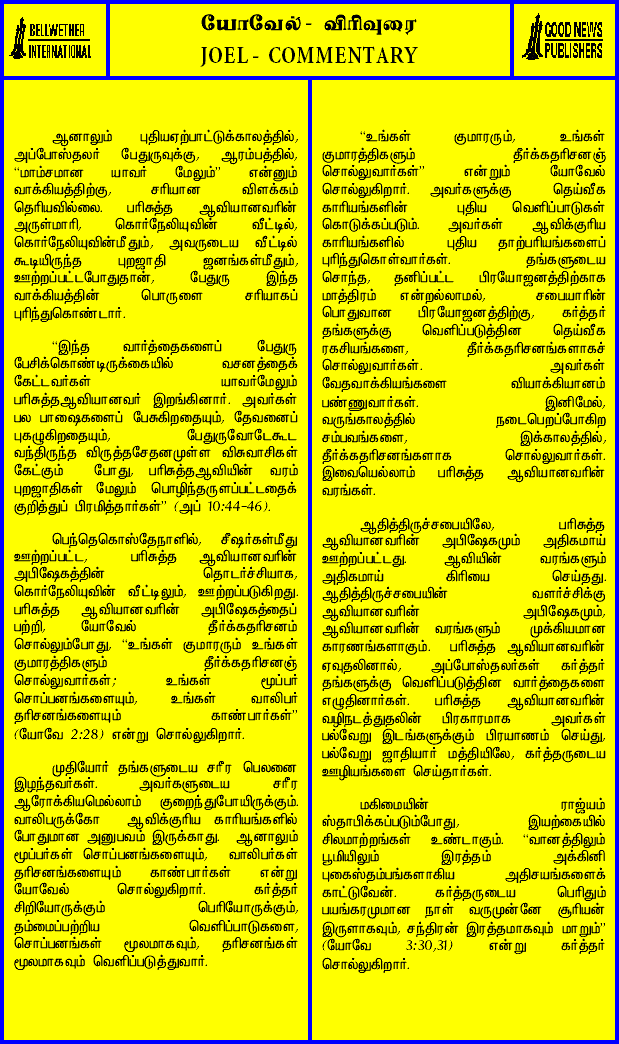 BELLWETHER
INTERNATIONAL
யோவேல் - விரிவுரை
JOEL - COMMENTARY
GOOD NEWS
PUBLISHERS
ஆனாலும் புதியஏற்பாட்டுக்காலத்தில்,
அப்போஸ்தலர் பேதுருவுக்கு, ஆரம்பத்தில்,
“மாம்சமான யாவர் மேலும்” என்னும்
வாக்கியத்திற்கு, சரியான விளக்கம்
தெரியவில்லை. பரிசுத்த ஆவியானவரின்
அருள்மாரி, கொர்நேலியுவின் வீட்டில்,
கொர்நேலியுவின்மீதும், அவருடைய வீட்டில்
கூடியிருந்த புறஜாதி ஜனங்கள்மீதும்,
ஊற்றப்பட்டபோதுதான், பேதுரு இந்த
வாக்கியத்தின் பொருளை சரியாகப்
புரிந்துகொண்டார்.
“இந்த வார்த்தைகளைப் பேதுரு
பேசிக்கொண்டிருக்கையில் வசனத்தைக்
கேட்டவர்கள் யாவர்மேலும்
பரிசுத்தஆவியானவர் இறங்கினார். அவர்கள்
பல பாஷைகளைப் பேசுகிறதையும், தேவனைப்
புகழுகிறதையும், பேதுருவோடேகூட
வந்திருந்த விருத்தசேதனமுள்ள விசுவாசிகள்
கேட்கும் போது, பரிசுத்தஆவியின் வரம்
புறஜாதிகள் மேலும் பொழிந்தருளப்பட்டதைக்
குறித்துப் பிரமித்தார்கள்” (அப் 10:44-46).
பெந்தெகொஸ்தேநாளில், சீஷர்கள்மீது
ஊற்றப்பட்ட, பரிசுத்த ஆவியானவரின்
அபிஷேகத்தின் தொடர்ச்சியாக,
கொர்நேலியுவின் வீட்டிலும், ஊற்றப்படுகிறது.
பரிசுத்த ஆவியானவரின் அபிஷேகத்தைப்
பற்றி, யோவேல் தீர்க்கதரிசனம்
சொல்லும்போது, “உங்கள் குமாரரும் உங்கள்
குமாரத்திகளும் தீர்க்கதரிசனஞ்
சொல்லுவார்கள்; உங்கள் மூப்பர்
சொப்பனங்களையும், உங்கள் வாலிபர்
தரிசனங்களையும் காண்பார்கள்”
(யோவே 2:28) என்று சொல்லுகிறார்.
முதியோர் தங்களுடைய சரீர பெலனை
இழந்தவர்கள். அவர்களுடைய சரீர
ஆரோக்கியமெல்லாம் குறைந்துபோயிருக்கும்.
வாலிபருக்கோ ஆவிக்குரிய காரியங்களில்
போதுமான அனுபவம் இருக்காது. ஆனாலும்
மூப்பர்கள் சொப்பனங்களையும், வாலிபர்கள்
தரிசனங்களையும் காண்பார்கள் என்று
யோவேல் சொல்லுகிறார். கர்த்தர்
சிறியோருக்கும் பெரியோருக்கும்,
தம்மைப்பற்றிய வெளிப்பாடுகளை,
சொப்பனங்கள் மூலமாகவும், தரிசனங்கள்
மூலமாகவும் வெளிப்படுத்துவார்.
“உங்கள் குமாரரும், உங்கள்
குமாரத்திகளும் தீர்க்கதரிசனஞ்
சொல்லுவார்கள்” என்றும் யோவேல்
சொல்லுகிறார். அவர்களுக்கு தெய்வீக
காரியங்களின் புதிய வெளிப்பாடுகள்
கொடுக்கப்படும். அவர்கள் ஆவிக்குரிய
காரியங்களில் புதிய தாற்பரியங்களைப்
புரிந்துகொள்வார்கள். தங்களுடைய
சொந்த, தனிப்பட்ட பிரயோஜனத்திற்காக
மாத்திரம் என்றல்லாமல், சபையாரின்
பொதுவான பிரயோஜனத்திற்கு, கர்த்தர்
தங்களுக்கு வெளிப்படுத்தின தெய்வீக
ரகசியங்களை, தீர்க்கதரிசனங்களாகச்
சொல்லுவார்கள். அவர்கள்
வேதவாக்கியங்களை வியாக்கியானம்
பண்ணுவார்கள். இனிமேல்,
வருங்காலத்தில் நடைபெறப்போகிற
சம்பவங்களை, இக்காலத்தில்,
தீர்க்கதரிசனங்களாக சொல்லுவார்கள்.
இவையெல்லாம் பரிசுத்த ஆவியானவரின்
வரங்கள்.
ஆதித்திருச்சபையிலே, பரிசுத்த
ஆவியானவரின் அபிஷேகமும் அதிகமாய்
ஊற்றப்பட்டது. ஆவியின் வரங்களும்
அதிகமாய் கிரியை செய்தது.
ஆதித்திருச்சபையின் வளர்ச்சிக்கு
ஆவியானவரின் அபிஷேகமும்,
ஆவியானவரின் வரங்களும் முக்கியமான
காரணங்களாகும். பரிசுத்த ஆவியானவரின்
ஏவுதலினால், அப்போஸ்தலர்கள் கர்த்தர்
தங்களுக்கு வெளிப்படுத்தின வார்த்தைகளை
எழுதினார்கள். பரிசுத்த ஆவியானவரின்
வழிநடத்துதலின் பிரகாரமாக அவர்கள்
பல்வேறு இடங்களுக்கும் பிரயாணம் செய்து,
பல்வேறு ஜாதியார் மத்தியிலே, கர்த்தருடைய
ஊழியங்களை செய்தார்கள்.
மகிமையின் ராஜ்யம்
ஸ்தாபிக்கப்படும்போது, இயற்கையில்
சிலமாற்றங்கள் உண்டாகும். “வானத்திலும்
பூமியிலும் இரத்தம் அக்கினி
புகைஸ்தம்பங்களாகிய அதிசயங்களைக்
காட்டுவேன். கர்த்தருடைய பெரிதும்
பயங்கரமுமான நாள் வருமுன்னே சூரியன்
இருளாகவும், சந்திரன் இரத்தமாகவும் மாறும்”
(யோவே 3:30,31) என்று கர்த்தர்
சொல்லுகிறார்.